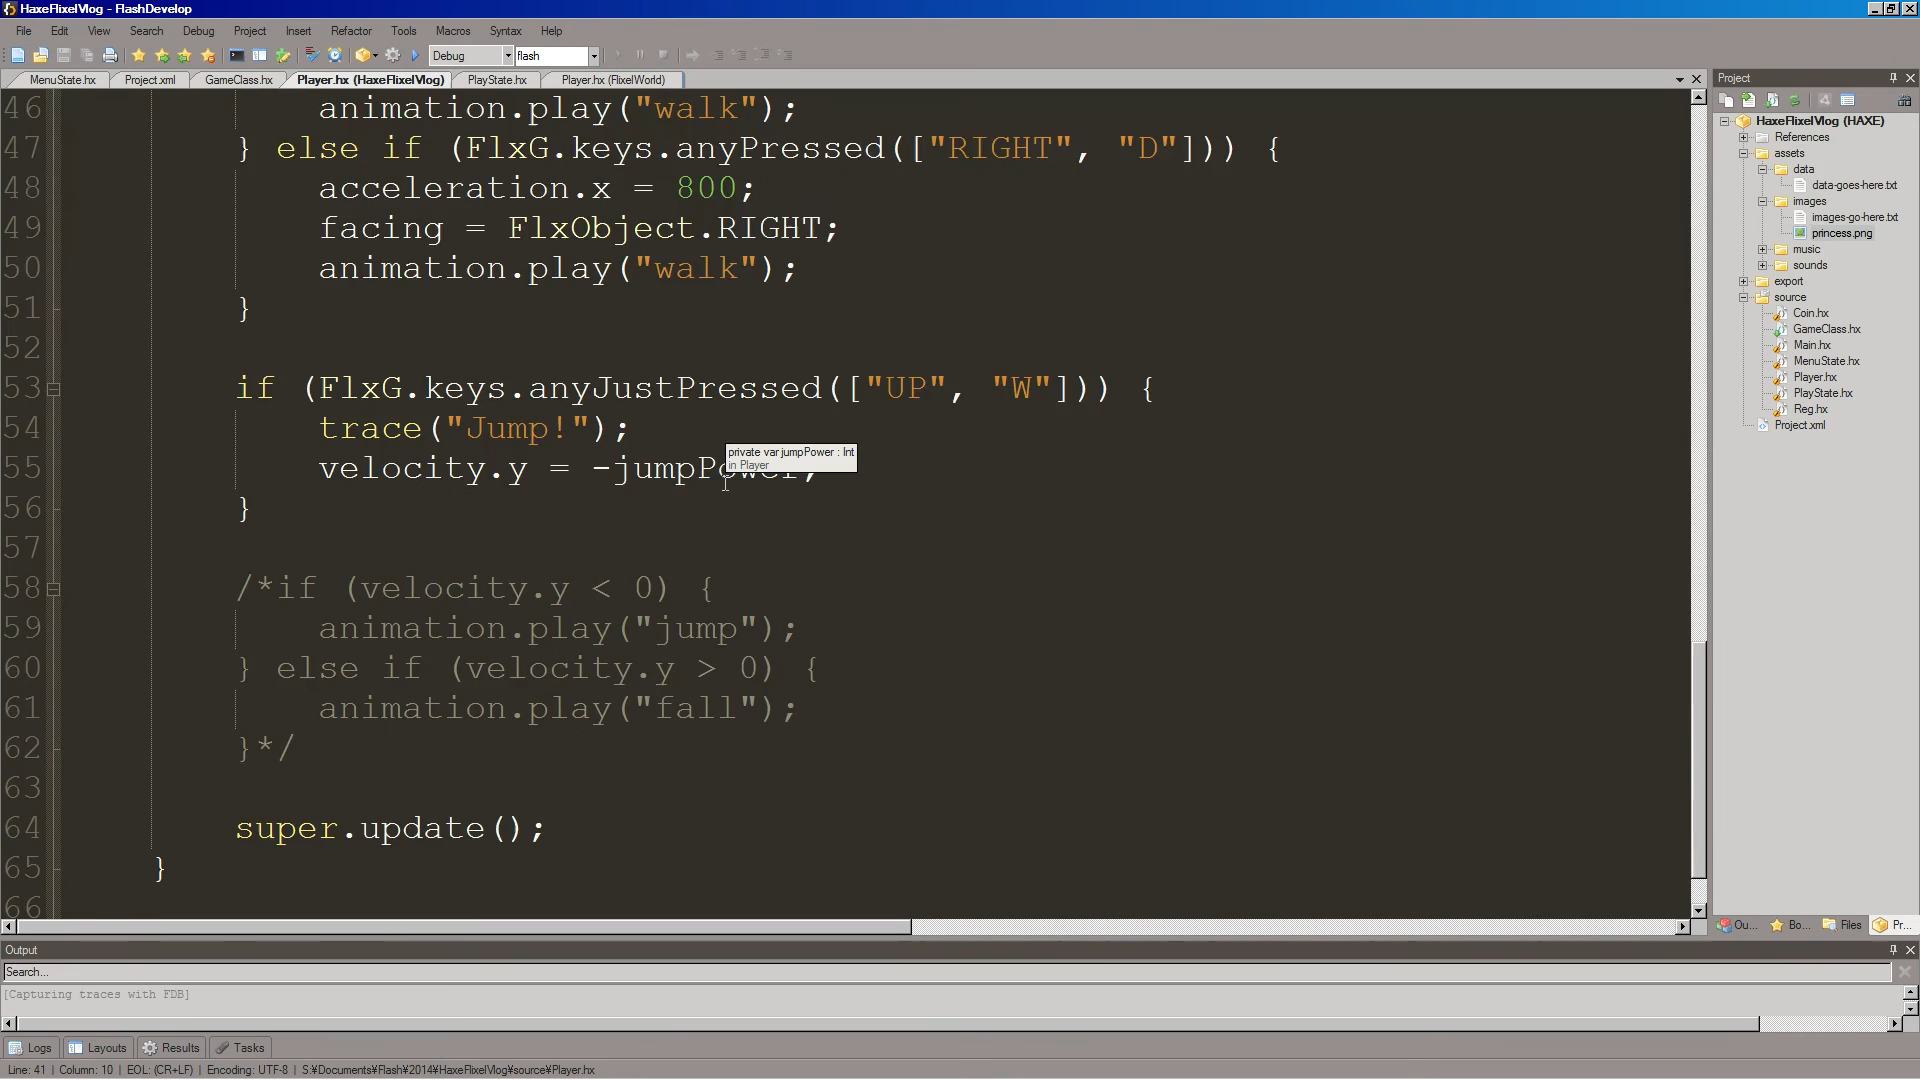 HaxeFlixelVlog - FlashDevelop
File Edit View Search Debug Project Insert Refactor Tools Macros Syntax Help
Debug flash
MenuState.hx Project.xml GameClass.hx Player.hx (HaxeFlixelVlog) PlayState.hx Player.hx (FlixelWorld)
46 animation.play("walk");
47 } else if (FlxG.keys.anyPressed(["RIGHT", "D"])) {
48 acceleration.x = 800;
49 facing = FlxObject.RIGHT;
50 animation.play("walk");
51 }
52
53 if (FlxG.keys.anyJustPressed(["UP", "W"])) {
54 trace("Jump!");
private var jumpPower : Int
in Player
55 velocity.y = -jumpPower;
56 }
57
58 /*if (velocity.y < 0) {
59 animation.play("jump");
60 } else if (velocity.y > 0) {
61 animation.play("fall");
62 }*/
63
64 super.update();
65 }
66
Project
HaxeFlixelVlog (HAXE)
References
assets
data
data-goes-here.txt
images
images-go-here.txt
princess.png
music
sounds
export
source
Coin.hx
GameClass.hx
Main.hx
MenuState.hx
Player.hx
PlayState.hx
Reg.hx
Project.xml
Ou... Bo... Files Pr...
Output
Search...
[Capturing traces with FDB]
Logs Layouts Results Tasks
Line: 41 | Column: 10 | EOL: (CR+LF) | Encoding: UTF-8 | S:¥Documents¥Flash¥2014¥HaxeFlixelVlog¥source¥Player.hx